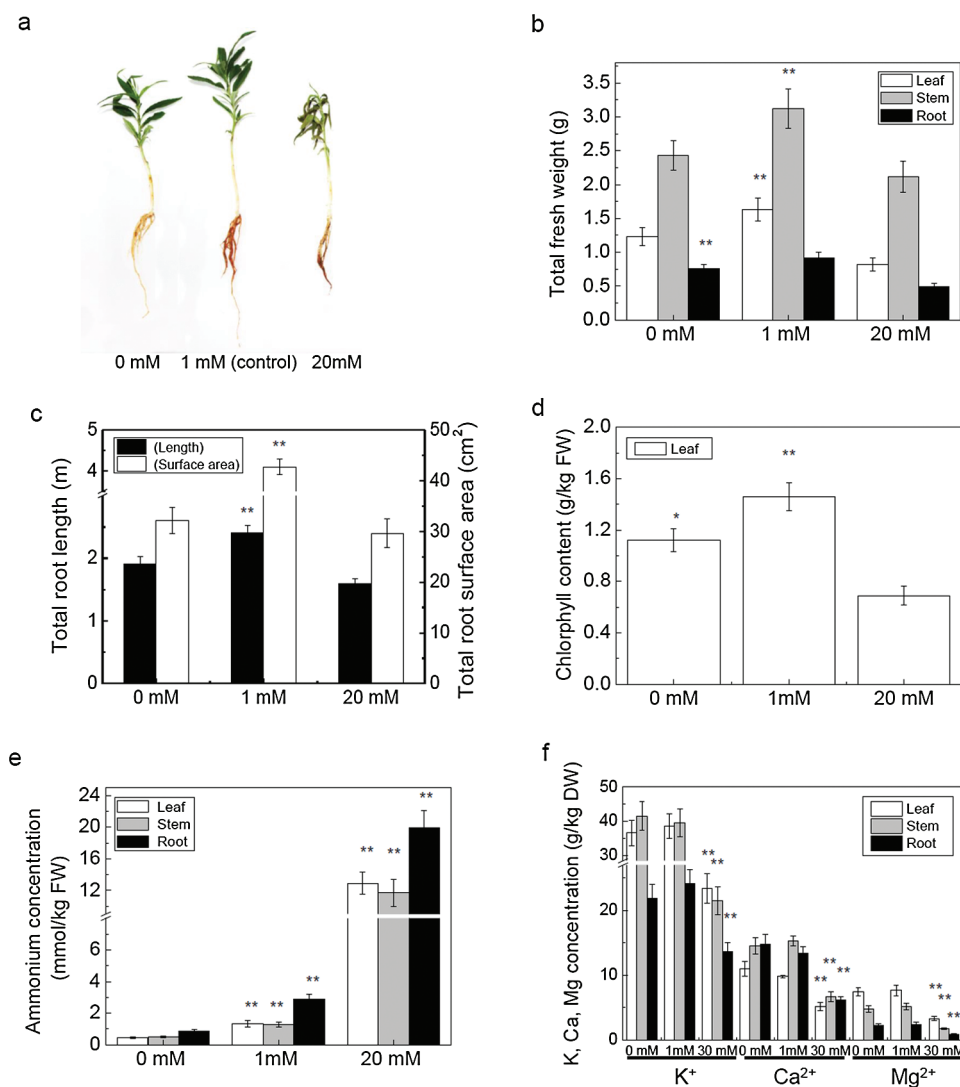 a
0 mM 1 mM (control) 20mM
b
Total fresh weight (g)
3.5
3.0
2.5
2.0
1.5
1.0
0.5
0.0
Leaf
Stem
Root
**
**
**
0 mM 1 mM 20 mM
c
Total root length (m)
5
4
2
1
0
(Length)
(Surface area)
**
**
50
40
30
20
10
0
Total root surface area (cm²)
0 mM 1 mM 20 mM
d
Chlorphyll content (g/kg FW)
2.0
1.6
1.2
0.8
0.4
0.0
Leaf
*
**
0 mM 1mM 20 mM
e
Ammonium concentration
(mmol/kg FW)
24
20
16
12
8
6
4
2
0
Leaf
Stem
Root
** ** **
** ** **
0 mM 1mM 20 mM
f
K, Ca, Mg concentration (g/kg DW)
50
40
30
20
10
0
Leaf
Stem
Root
** ** **
** ** **
** ** **
0 mM 1mM 30 mM 0 mM 1mM 30 mM 0 mM 1mM 30 mM
K⁺ Ca²⁺ Mg²⁺